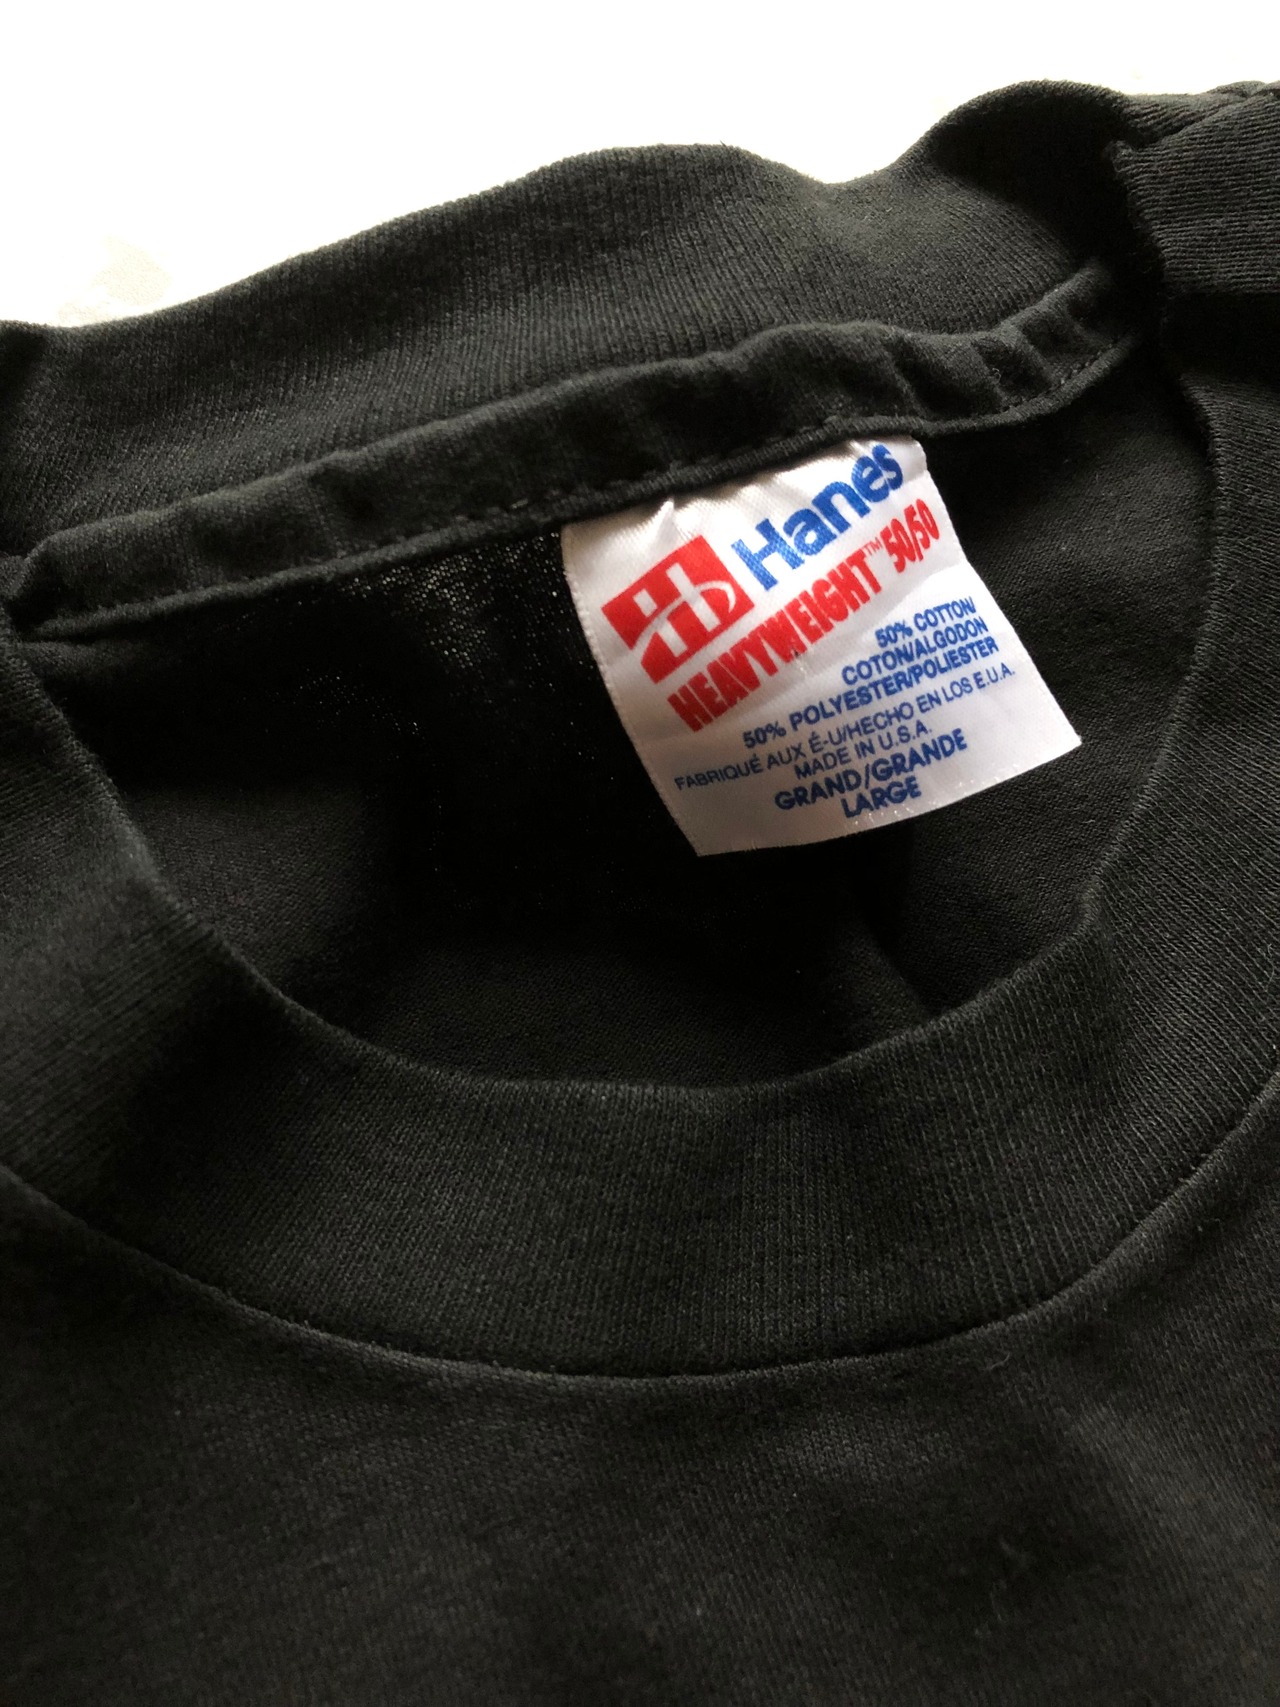 Hanes
HEAVYWEIGHT™ 50/50
50% COTTON/
COTON/ALGODON
50% POLYESTER/POLIESTER
FABRIQUÉ AUX É-U/HECHO EN LOS E.U.A.
MADE IN U.S.A.
GRAND/GRANDE
LARGE